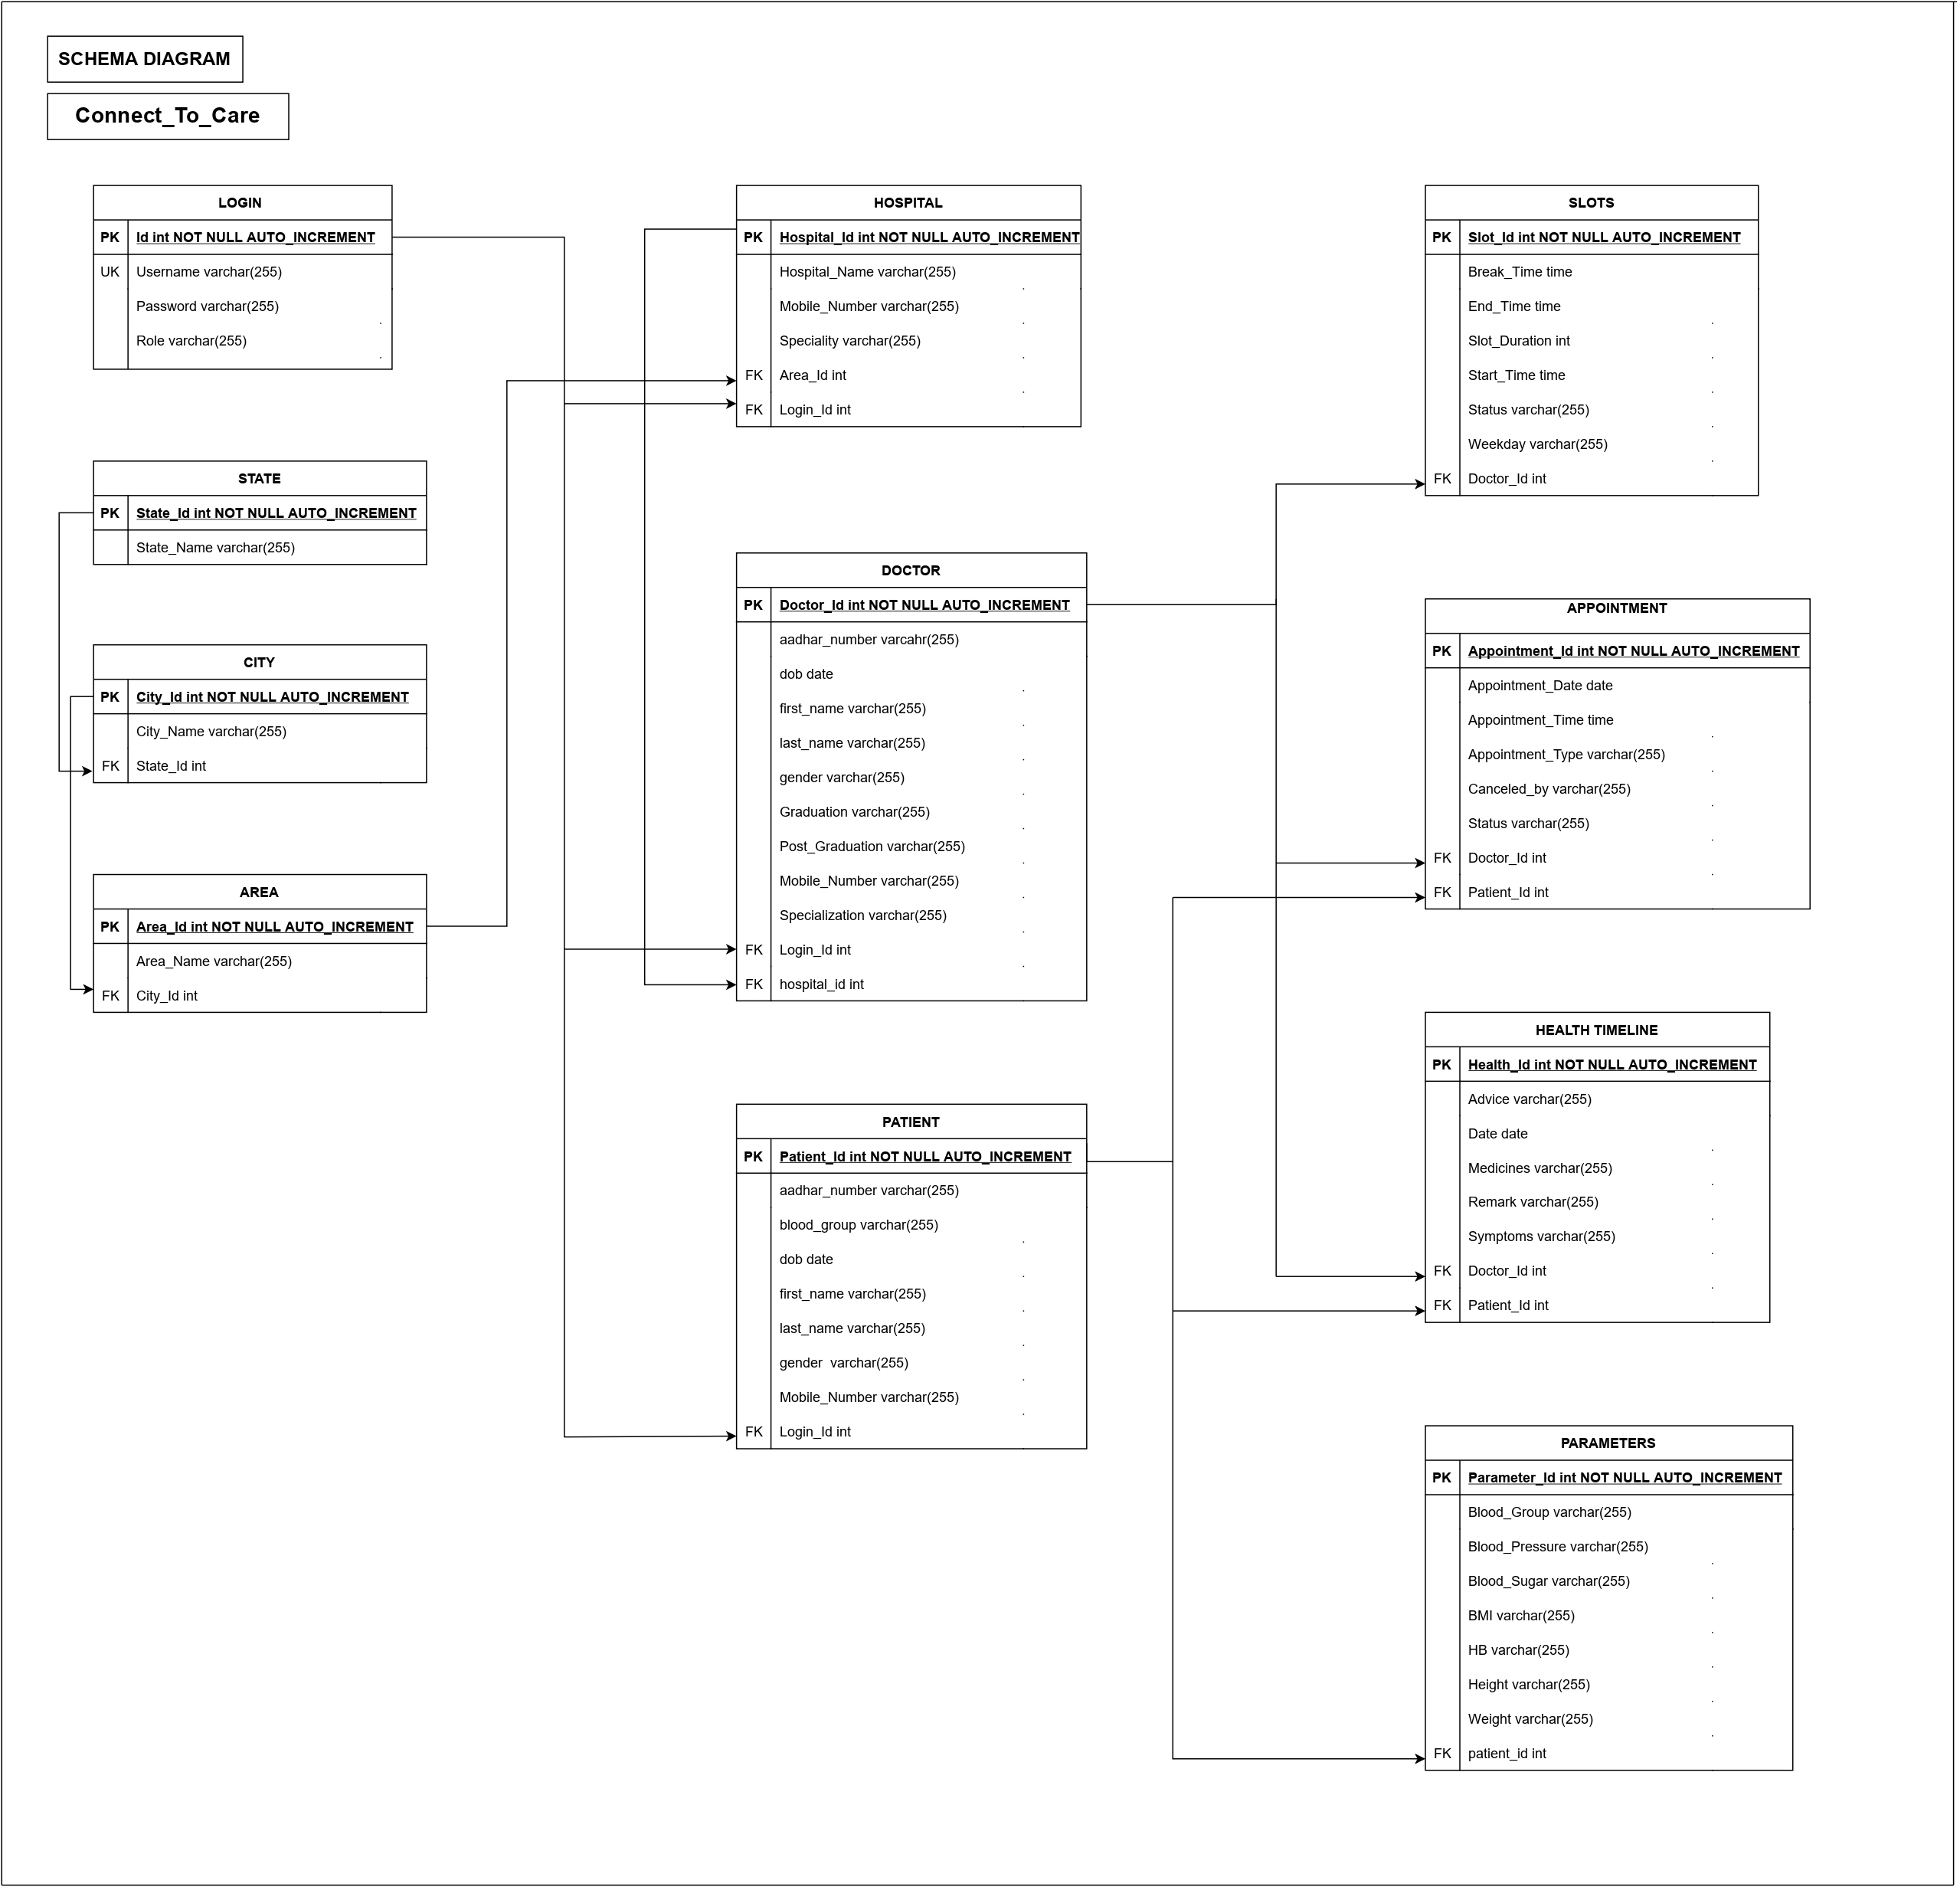 SCHEMA DIAGRAM
Connect_To_Care
LOGIN
PK Id int NOT NULL AUTO_INCREMENT
UK Username varchar(255)
Password varchar(255)
Role varchar(255)
STATE
PK State_Id int NOT NULL AUTO_INCREMENT
State_Name varchar(255)
CITY
PK City_Id int NOT NULL AUTO_INCREMENT
City_Name varchar(255)
FK State_Id int
AREA
PK Area_Id int NOT NULL AUTO_INCREMENT
Area_Name varchar(255)
FK City_Id int
HOSPITAL
PK Hospital_Id int NOT NULL AUTO_INCREMENT
Hospital_Name varchar(255)
Mobile_Number varchar(255)
Speciality varchar(255)
FK Area_Id int
FK Login_Id int
DOCTOR
PK Doctor_Id int NOT NULL AUTO_INCREMENT
aadhar_number varcahr(255)
dob date
first_name varchar(255)
last_name varchar(255)
gender varchar(255)
Graduation varchar(255)
Post_Graduation varchar(255)
Mobile_Number varchar(255)
Specialization varchar(255)
FK Login_Id int
FK hospital_id int
PATIENT
PK Patient_Id int NOT NULL AUTO_INCREMENT
aadhar_number varchar(255)
blood_group varchar(255)
dob date
first_name varchar(255)
last_name varchar(255)
gender  varchar(255)
Mobile_Number varchar(255)
FK Login_Id int
SLOTS
PK Slot_Id int NOT NULL AUTO_INCREMENT
Break_Time time
End_Time time
Slot_Duration int
Start_Time time
Status varchar(255)
Weekday varchar(255)
FK Doctor_Id int
APPOINTMENT
PK Appointment_Id int NOT NULL AUTO_INCREMENT
Appointment_Date date
Appointment_Time time
Appointment_Type varchar(255)
Canceled_by varchar(255)
Status varchar(255)
FK Doctor_Id int
FK Patient_Id int
HEALTH TIMELINE
PK Health_Id int NOT NULL AUTO_INCREMENT
Advice varchar(255)
Date date
Medicines varchar(255)
Remark varchar(255)
Symptoms varchar(255)
FK Doctor_Id int
FK Patient_Id int
PARAMETERS
PK Parameter_Id int NOT NULL AUTO_INCREMENT
Blood_Group varchar(255)
Blood_Pressure varchar(255)
Blood_Sugar varchar(255)
BMI varchar(255)
HB varchar(255)
Height varchar(255)
Weight varchar(255)
FK patient_id int